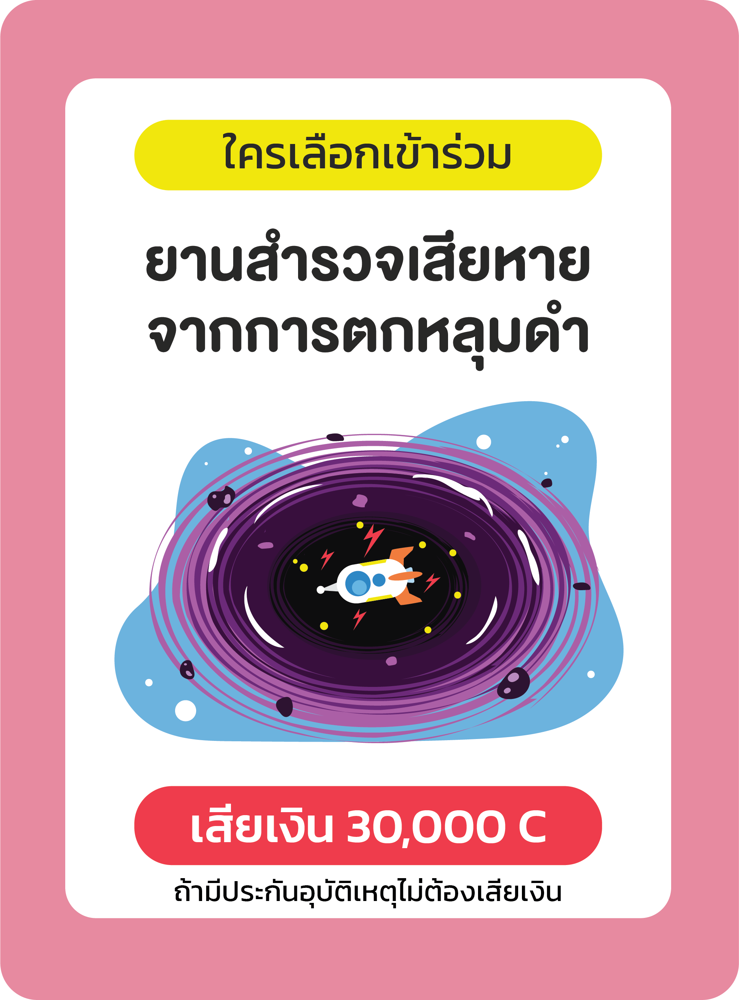 ใครเลือกเข้าร่วม
ยานสำรวจเสียหาย
จากการตกหลุมดำ
เสียเงิน 30,000 C
ถ้ามีประกันอุบัติเหตุไม่ต้องเสียเงิน